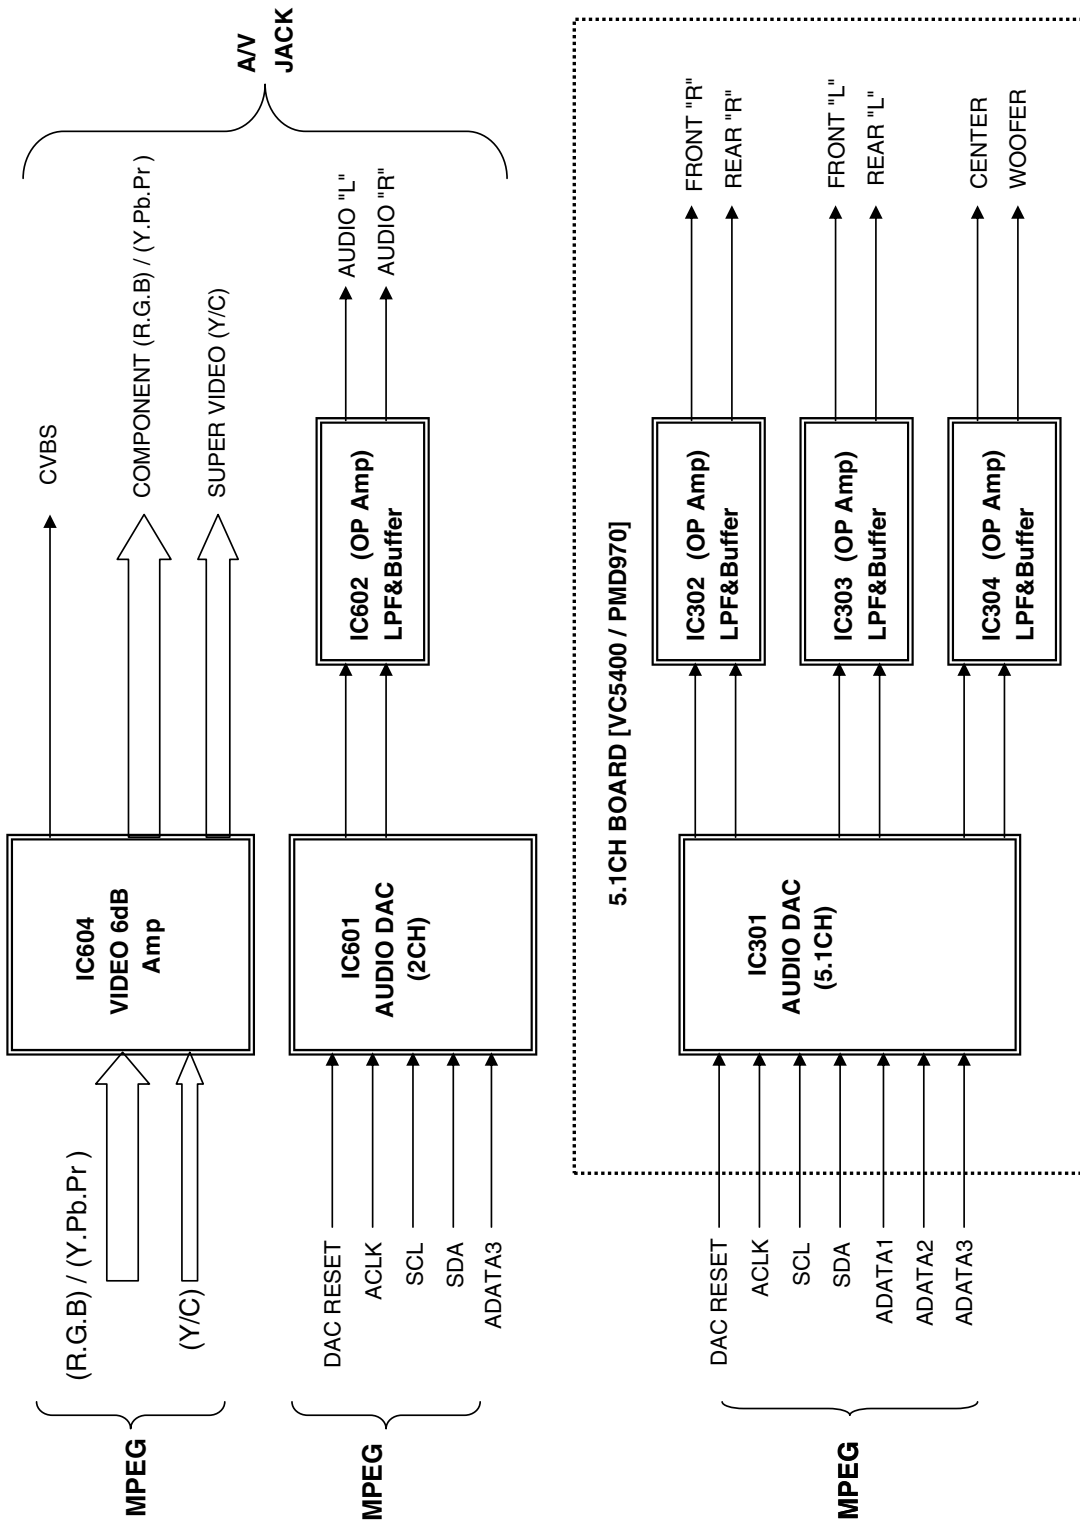 MPEG
(R.G.B) / (Y.Pb.Pr )
(Y/C)
IC604
VIDEO 6dB
Amp
CVBS
COMPONENT (R.G.B) / (Y.Pb.Pr )
SUPER VIDEO (Y/C)
A/V
JACK
MPEG
DAC RESET
ACLK
SCL
SDA
ADATA3
IC601
AUDIO DAC
(2CH)
IC602 (OP Amp)
LPF&Buffer
AUDIO "L"
AUDIO "R"
5.1CH BOARD [VC5400 / PMD970]
MPEG
DAC RESET
ACLK
SCL
SDA
ADATA1
ADATA2
ADATA3
IC301
AUDIO DAC
(5.1CH)
IC302 (OP Amp)
LPF&Buffer
FRONT "R"
REAR "R"
IC303 (OP Amp)
LPF&Buffer
FRONT "L"
REAR "L"
IC304 (OP Amp)
LPF&Buffer
CENTER
WOOFER